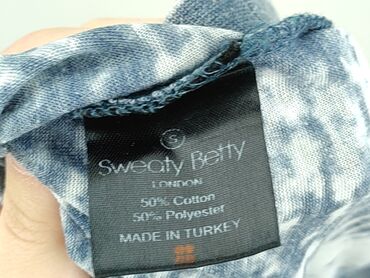 S
Sweaty Betty
LONDON
50% Cotton
50% Polyester
MADE IN TURKEY